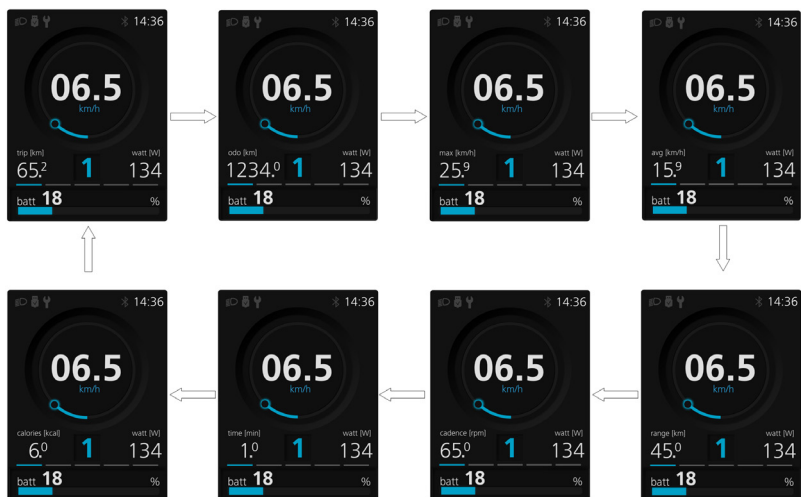 14:36
06.5
km/h
trip [km] watt [W]
65.2 1 134
batt 18 %
14:36
06.5
km/h
odo [km] watt [W]
1234.0 1 134
batt 18 %
14:36
06.5
km/h
max [km/h] watt [W]
25.9 1 134
batt 18 %
14:36
06.5
km/h
avg [km/h] watt [W]
15.9 1 134
batt 18 %
14:36
06.5
km/h
calories [kcal] watt [W]
6.0 1 134
batt 18 %
14:36
06.5
km/h
time [min] watt [W]
1.0 1 134
batt 18 %
14:36
06.5
km/h
cadence [rpm] watt [W]
65.0 1 134
batt 18 %
14:36
06.5
km/h
range [km] watt [W]
45.0 1 134
batt 18 %